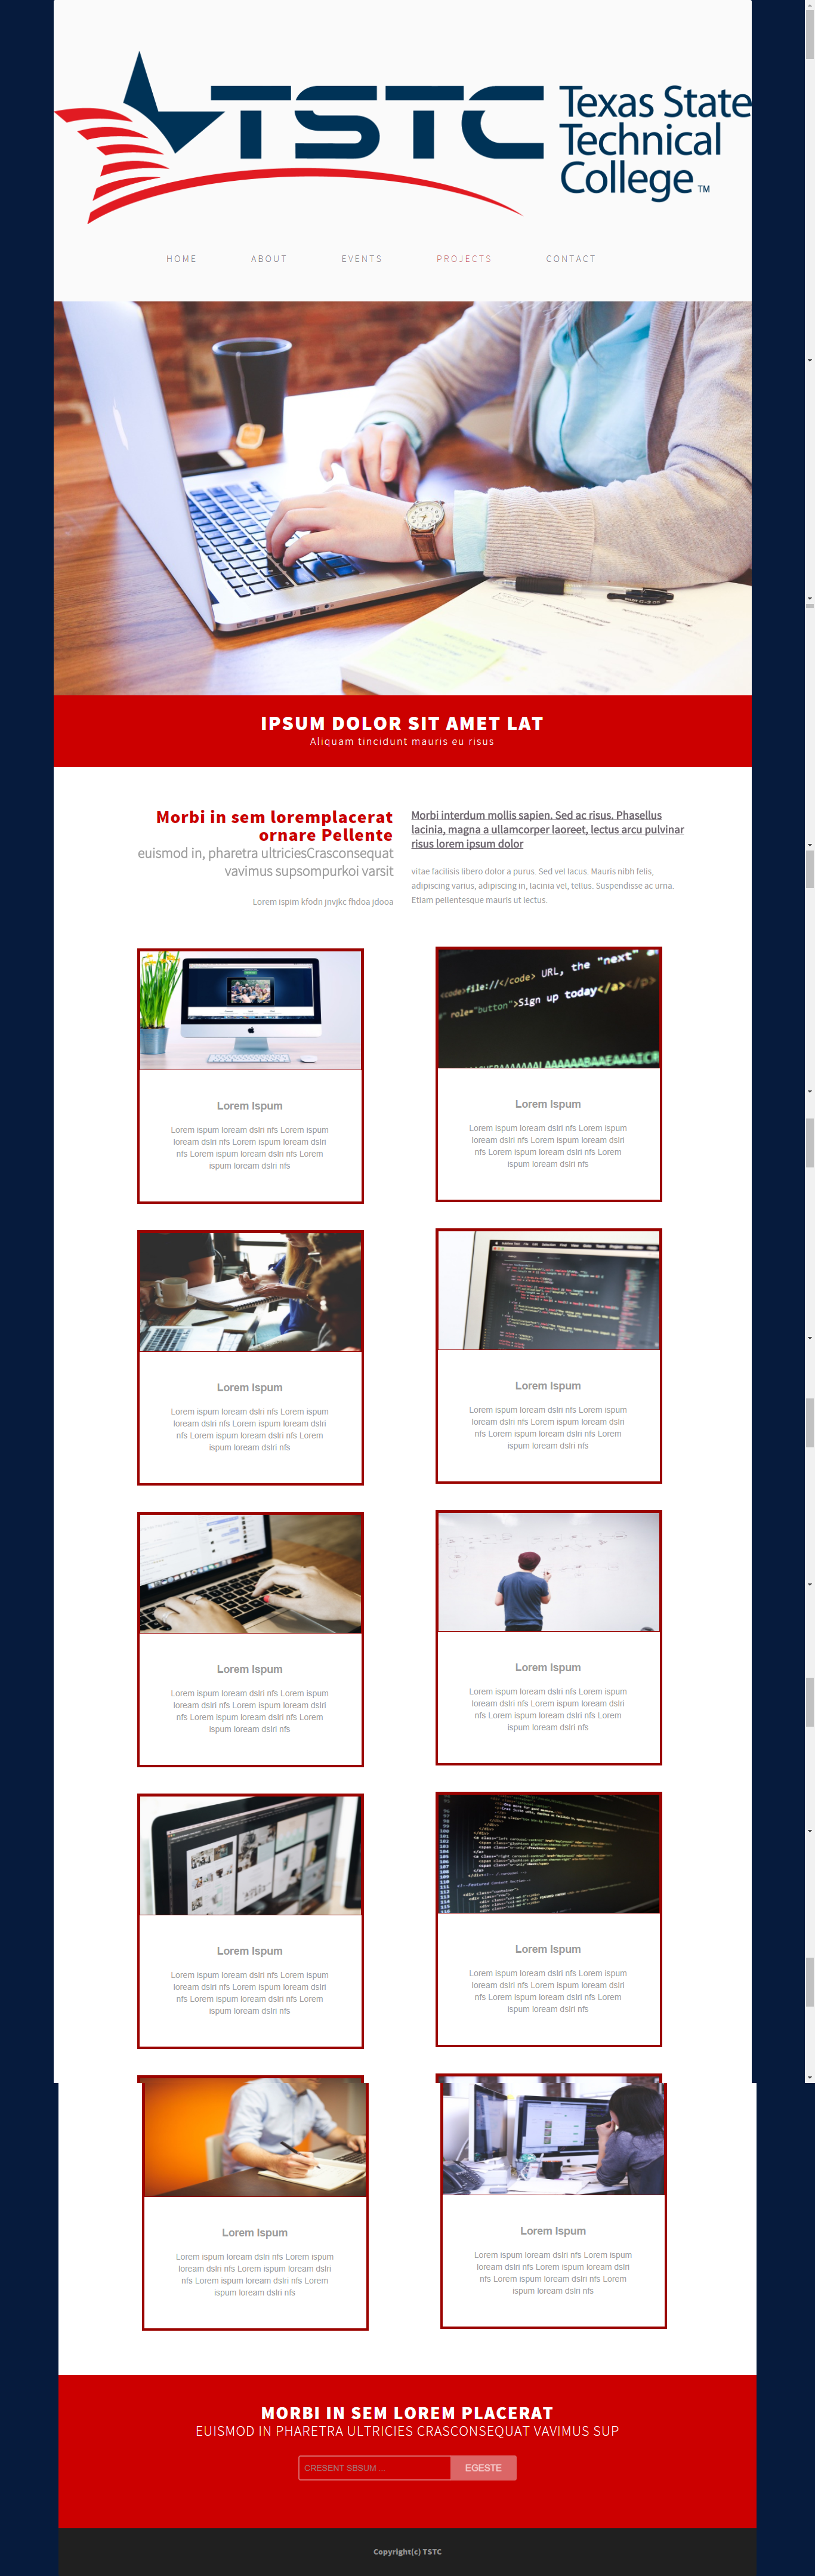 TSTC
Texas State
Technical
College TM
HOME ABOUT EVENTS PROJECTS CONTACT
IPSUM DOLOR SIT AMET LAT
Aliquam tincidunt mauris eu risus
Morbi in sem loremplacerat
ornare Pellente
euismod in, pharetra ultriciesCrasconsequat
vavimus supsompurkoi varsit
Lorem ispim kfodn jnvjkc fhdoa jdooa
Morbi interdum mollis sapien. Sed ac risus. Phasellus
lacinia, magna a ullamcorper laoreet, lectus arcu pulvinar
risus lorem ipsum dolor
vitae facilisis libero dolor a purus. Sed vel lacus. Mauris nibh felis,
adipiscing varius, adipiscing in, lacinia vel, tellus. Suspendisse ac urna.
Etiam pellentesque mauris ut lectus.
Lorem Ispum
Lorem ispum loream dslri nfs Lorem ispum
loream dslri nfs Lorem ispum loream dslri
nfs Lorem ispum loream dslri nfs Lorem
ispum loream dslri nfs
<code>file://</code> URL, the "next"
role="button">Sign up today</a></p>
Lorem Ispum
Lorem ispum loream dslri nfs Lorem ispum
loream dslri nfs Lorem ispum loream dslri
nfs Lorem ispum loream dslri nfs Lorem
ispum loream dslri nfs
Lorem Ispum
Lorem ispum loream dslri nfs Lorem ispum
loream dslri nfs Lorem ispum loream dslri
nfs Lorem ispum loream dslri nfs Lorem
ispum loream dslri nfs
Lorem Ispum
Lorem ispum loream dslri nfs Lorem ispum
loream dslri nfs Lorem ispum loream dslri
nfs Lorem ispum loream dslri nfs Lorem
ispum loream dslri nfs
Lorem Ispum
Lorem ispum loream dslri nfs Lorem ispum
loream dslri nfs Lorem ispum loream dslri
nfs Lorem ispum loream dslri nfs Lorem
ispum loream dslri nfs
Lorem Ispum
Lorem ispum loream dslri nfs Lorem ispum
loream dslri nfs Lorem ispum loream dslri
nfs Lorem ispum loream dslri nfs Lorem
ispum loream dslri nfs
Lorem Ispum
Lorem ispum loream dslri nfs Lorem ispum
loream dslri nfs Lorem ispum loream dslri
nfs Lorem ispum loream dslri nfs Lorem
ispum loream dslri nfs
Lorem Ispum
Lorem ispum loream dslri nfs Lorem ispum
loream dslri nfs Lorem ispum loream dslri
nfs Lorem ispum loream dslri nfs Lorem
ispum loream dslri nfs
Lorem Ispum
Lorem ispum loream dslri nfs Lorem ispum
loream dslri nfs Lorem ispum loream dslri
nfs Lorem ispum loream dslri nfs Lorem
ispum loream dslri nfs
Lorem Ispum
Lorem ispum loream dslri nfs Lorem ispum
loream dslri nfs Lorem ispum loream dslri
nfs Lorem ispum loream dslri nfs Lorem
ispum loream dslri nfs
MORBI IN SEM LOREM PLACERAT
EUISMOD IN PHARETRA ULTRICIES CRASCONSEQUAT VAVIMUS SUP
CRESENT SBSUM ... EGESTE
Copyright(c) TSTC